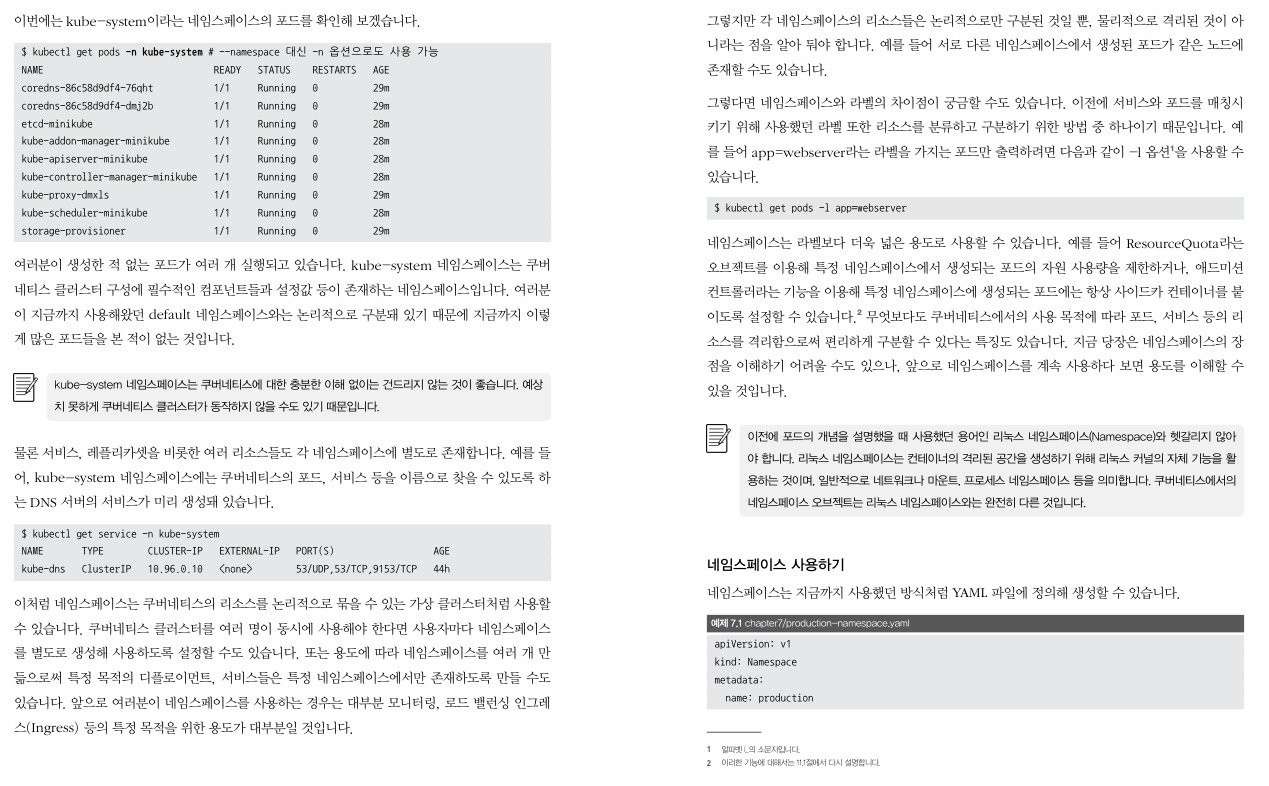 이번에는 kube-system이라는 네임스페이스의 포드를 확인해 보겠습니다.
$ kubectl get pods -n kube-system # --namespace 대신 -n 옵션으로도 사용 가능
NAME READY STATUS RESTARTS AGE
coredns-86c58d9df4-76qht 1/1 Running 0 29m
coredns-86c58d9df4-dmj2b 1/1 Running 0 29m
etcd-minikube 1/1 Running 0 28m
kube-addon-manager-minikube 1/1 Running 0 28m
kube-apiserver-minikube 1/1 Running 0 28m
kube-controller-manager-minikube 1/1 Running 0 28m
kube-proxy-dmxls 1/1 Running 0 29m
kube-scheduler-minikube 1/1 Running 0 28m
storage-provisioner 1/1 Running 0 29m
여러분이 생성한 적 없는 포드가 여러 개 실행되고 있습니다. kube-system 네임스페이스는 쿠버
네티스 클러스터 구성에 필수적인 컴포넌트들과 설정값 등이 존재하는 네임스페이스입니다. 여러분
이 지금까지 사용해왔던 default 네임스페이스와는 논리적으로 구분돼 있기 때문에 지금까지 이렇
게 많은 포드들을 본 적이 없는 것입니다.
kube-system 네임스페이스는 쿠버네티스에 대한 충분한 이해 없이는 건드리지 않는 것이 좋습니다. 예상
치 못하게 쿠버네티스 클러스터가 동작하지 않을 수도 있기 때문입니다.
물론 서비스, 레플리카셋을 비롯한 여러 리소스들도 각 네임스페이스에 별도로 존재합니다. 예를 들
어, kube-system 네임스페이스에는 쿠버네티스의 포드, 서비스 등을 이름으로 찾을 수 있도록 하
는 DNS 서버의 서비스가 미리 생성돼 있습니다.
$ kubectl get service -n kube-system
NAME TYPE CLUSTER-IP EXTERNAL-IP PORT(S) AGE
kube-dns ClusterIP 10.96.0.10 <none> 53/UDP,53/TCP,9153/TCP 44h
이처럼 네임스페이스는 쿠버네티스의 리소스를 논리적으로 묶을 수 있는 가상 클러스터처럼 사용할
수 있습니다. 쿠버네티스 클러스터를 여러 명이 동시에 사용해야 한다면 사용자마다 네임스페이스
를 별도로 생성해 사용하도록 설정할 수도 있습니다. 또는 용도에 따라 네임스페이스를 여러 개 만
듦으로써 특정 목적의 디플로이먼트, 서비스들은 특정 네임스페이스에서만 존재하도록 만들 수도
있습니다. 앞으로 여러분이 네임스페이스를 사용하는 경우는 대부분 모니터링, 로드 밸런싱 인그레
스(Ingress) 등의 특정 목적을 위한 용도가 대부분일 것입니다.
그렇지만 각 네임스페이스의 리소스들은 논리적으로만 구분된 것일 뿐, 물리적으로 격리된 것이 아
니라는 점을 알아 둬야 합니다. 예를 들어 서로 다른 네임스페이스에서 생성된 포드가 같은 노드에
존재할 수도 있습니다.
그렇다면 네임스페이스와 라벨의 차이점이 궁금할 수도 있습니다. 이전에 서비스와 포드를 매칭시
키기 위해 사용했던 라벨 또한 리소스를 분류하고 구분하기 위한 방법 중 하나이기 때문입니다. 예
를 들어 app=webserver라는 라벨을 가지는 포드만 출력하려면 다음과 같이 -l 옵션¹을 사용할 수
있습니다.
$ kubectl get pods -l app=webserver
네임스페이스는 라벨보다 더욱 넓은 용도로 사용할 수 있습니다. 예를 들어 ResourceQuota라는
오브젝트를 이용해 특정 네임스페이스에서 생성되는 포드의 자원 사용량을 제한하거나, 애드미션
컨트롤러라는 기능을 이용해 특정 네임스페이스에 생성되는 포드에는 항상 사이드카 컨테이너를 붙
이도록 설정할 수 있습니다.² 무엇보다도 쿠버네티스에서의 사용 목적에 따라 포드, 서비스 등의 리
소스를 격리함으로써 편리하게 구분할 수 있다는 특징도 있습니다. 지금 당장은 네임스페이스의 장
점을 이해하기 어려울 수도 있으나, 앞으로 네임스페이스를 계속 사용하다 보면 용도를 이해할 수
있을 것입니다.
이전에 포드의 개념을 설명했을 때 사용했던 용어인 리눅스 네임스페이스(Namespace)와 헷갈리지 않아
야 합니다. 리눅스 네임스페이스는 컨테이너의 격리된 공간을 생성하기 위해 리눅스 커널의 자체 기능을 활
용하는 것이며, 일반적으로 네트워크나 마운트, 프로세스 네임스페이스 등을 의미합니다. 쿠버네티스에서의
네임스페이스 오브젝트는 리눅스 네임스페이스와는 완전히 다른 것입니다.
네임스페이스 사용하기
네임스페이스는 지금까지 사용했던 방식처럼 YAML 파일에 정의해 생성할 수 있습니다.
예제 7.1 chapter7/production-namespace.yaml
apiVersion: v1
kind: Namespace
metadata:
  name: production
1 알파벳 L의 소문자입니다.
2 이러한 기능에 대해서는 11.1절에서 다시 설명합니다.